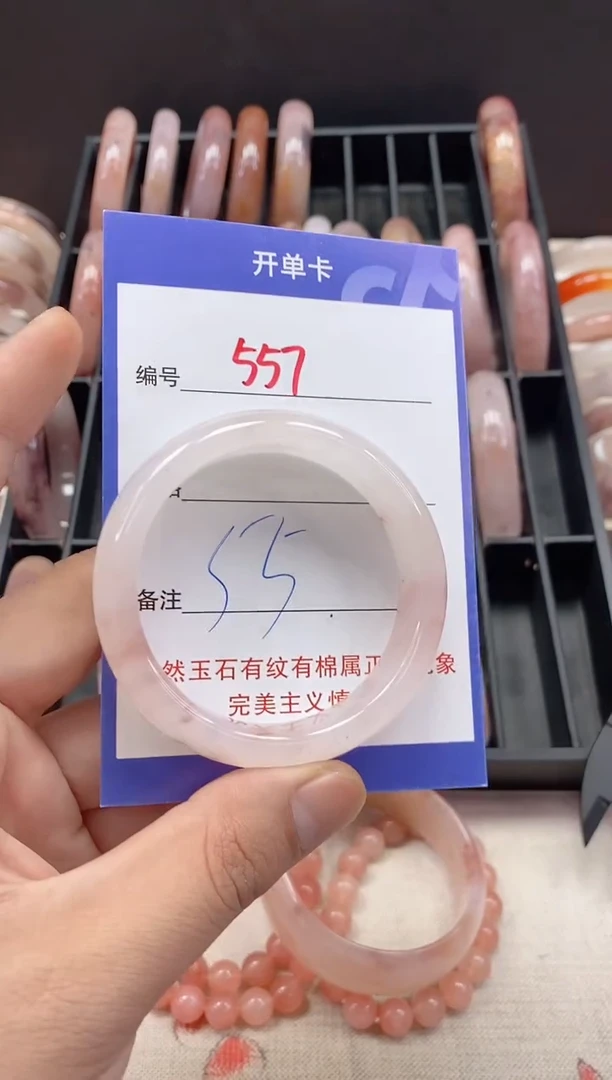 开单卡
编号 557
备注 55
然玉石有纹有棉属正 象
完美主义慎